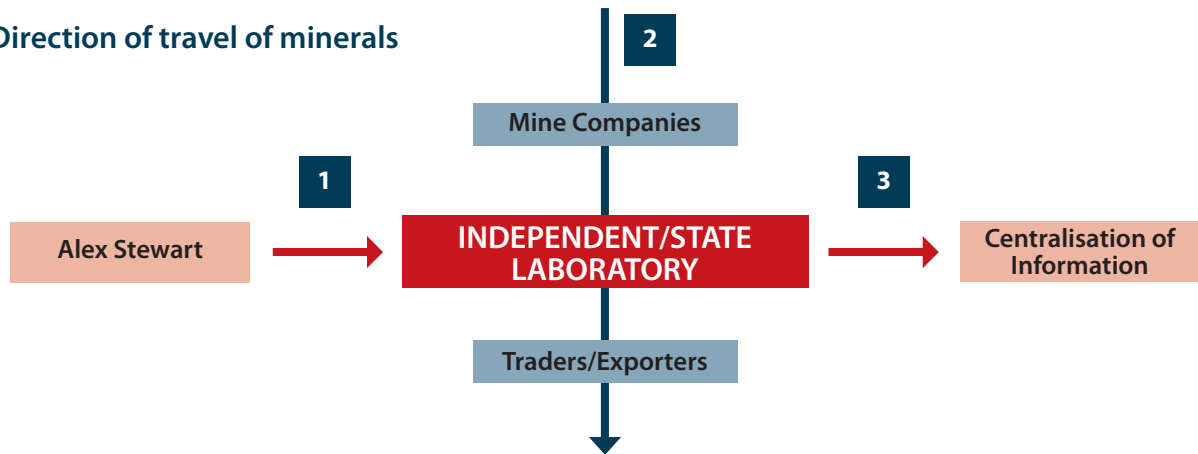 Direction of travel of minerals
2
Mine Companies
1
3
Alex Stewart
INDEPENDENT/STATE
LABORATORY
Centralisation of
Information
Traders/Exporters